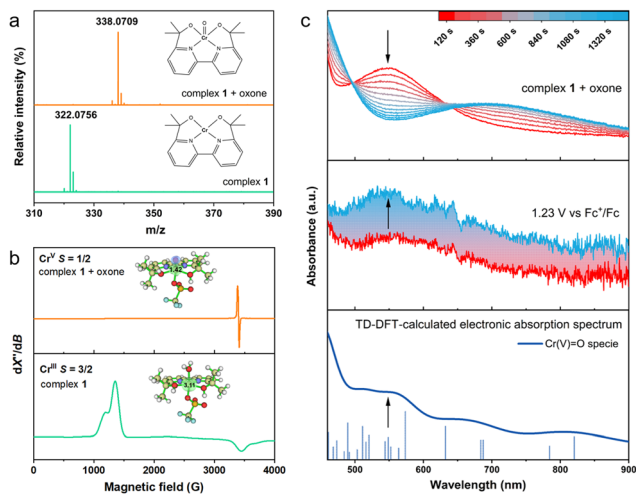 a
338.0709
O
O
O
Cr
N
N
complex 1 + oxone
322.0756
O
O
Cr
N
N
complex 1
Relative intensity (%)
310
330
350
370
390
m/z
b
Cr^V S = 1/2
complex 1 + oxone
1.42
Cr^III S = 3/2
complex 1
3.11
dX''/dB
0
1000
2000
3000
4000
Magnetic field (G)
c
120 s
360 s
600 s
840 s
1080 s
1320 s
complex 1 + oxone
1.23 V vs Fc⁺/Fc
Absorbance (a.u.)
TD-DFT-calculated electronic absorption spectrum
Cr(V)=O specie
500
600
700
800
900
Wavelength (nm)